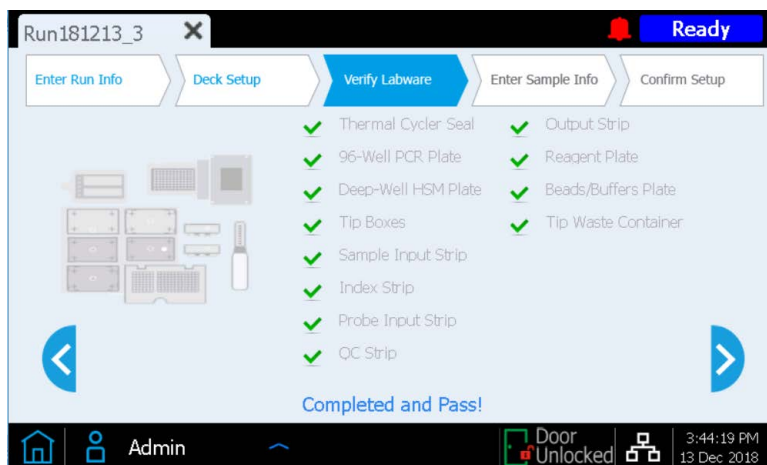 Run181213_3
Ready
Enter Run Info
Deck Setup
Verify Labware
Enter Sample Info
Confirm Setup
Thermal Cycler Seal
96-Well PCR Plate
Deep-Well HSM Plate
Tip Boxes
Sample Input Strip
Index Strip
Probe Input Strip
QC Strip
Output Strip
Reagent Plate
Beads/Buffers Plate
Tip Waste Container
Completed and Pass!
Admin
Door
Unlocked
3:44:19 PM
13 Dec 2018